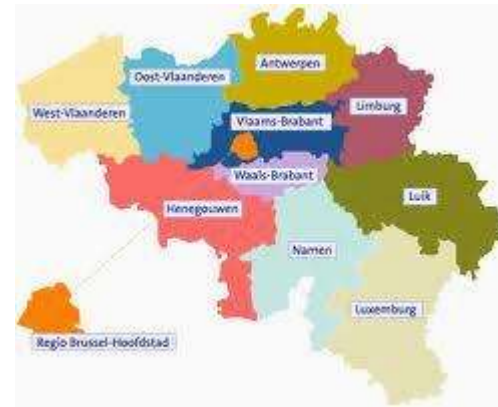 Antwerpen
Oost-Vlaanderen
West-Vlaanderen
Limburg
Vlaams-Brabant
Waals-Brabant
Luik
Henegouwen
Namen
Luxemburg
Regio Brussel-Hoofdstad